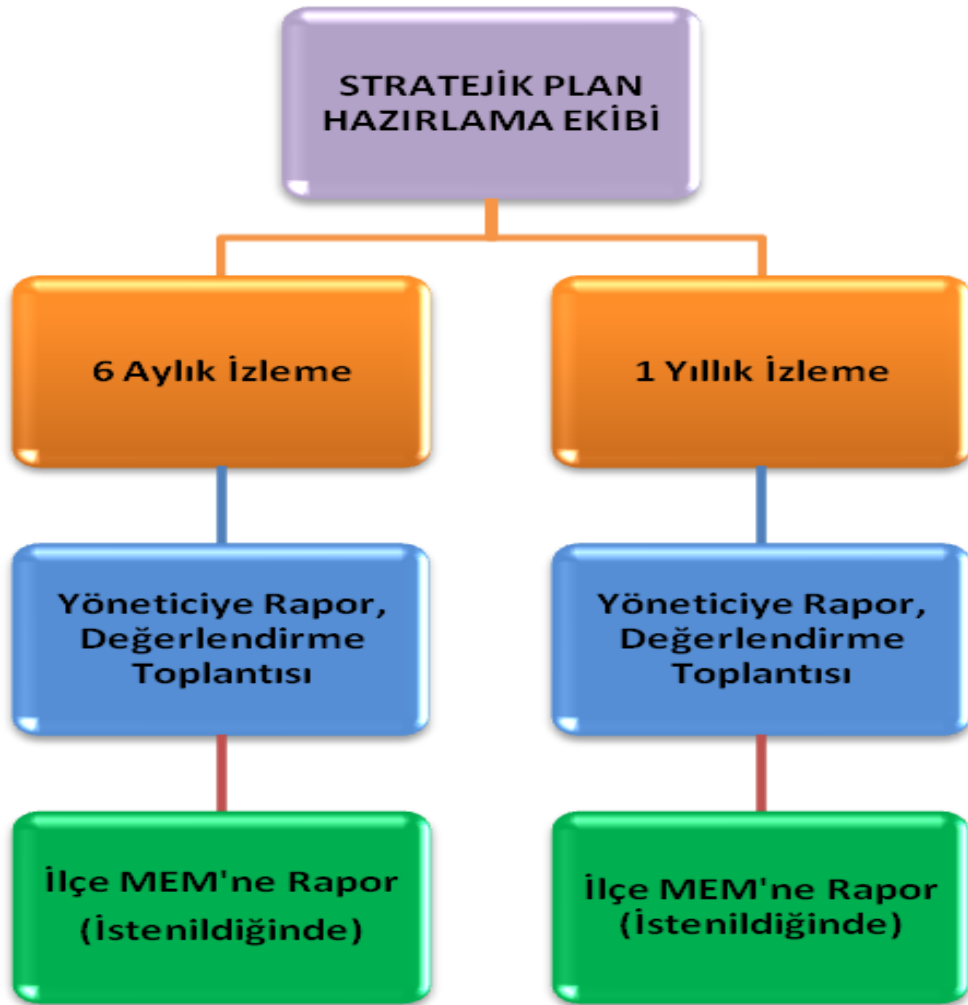 STRATEJİK PLAN
HAZIRLAMA EKİBİ
6 Aylık İzleme
1 Yıllık İzleme
Yöneticiye Rapor,
Değerlendirme
Toplantısı
Yöneticiye Rapor,
Değerlendirme
Toplantısı
İlçe MEM'ne Rapor
(İstenildiğinde)
İlçe MEM'ne Rapor
(İstenildiğinde)